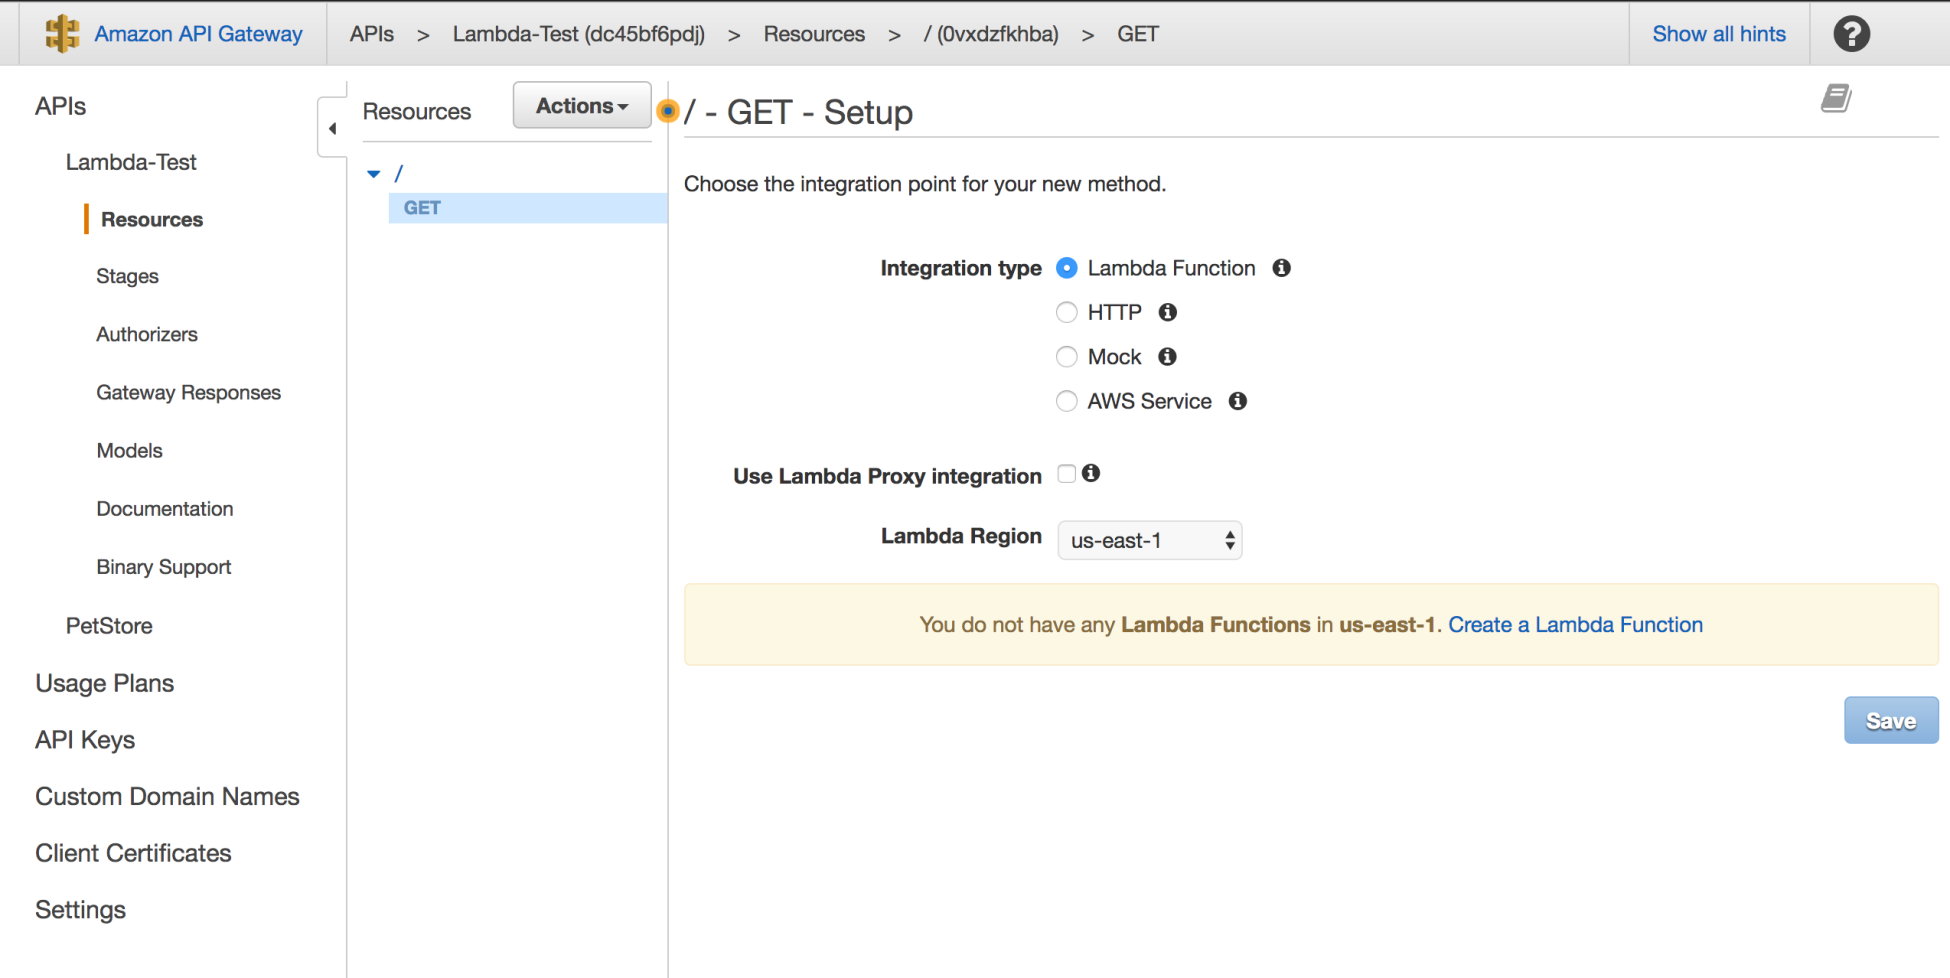 Amazon API Gateway APIs > Lambda-Test (dc45bf6pdj) > Resources > / (0vxdzfkhba) > GET Show all hints ?
APIs
Lambda-Test
Resources
Stages
Authorizers
Gateway Responses
Models
Documentation
Binary Support
PetStore
Usage Plans
API Keys
Custom Domain Names
Client Certificates
Settings
Resources Actions
/
GET
/ - GET - Setup
Choose the integration point for your new method.
Integration type Lambda Function
HTTP
Mock
AWS Service
Use Lambda Proxy integration
Lambda Region us-east-1
You do not have any Lambda Functions in us-east-1. Create a Lambda Function
Save